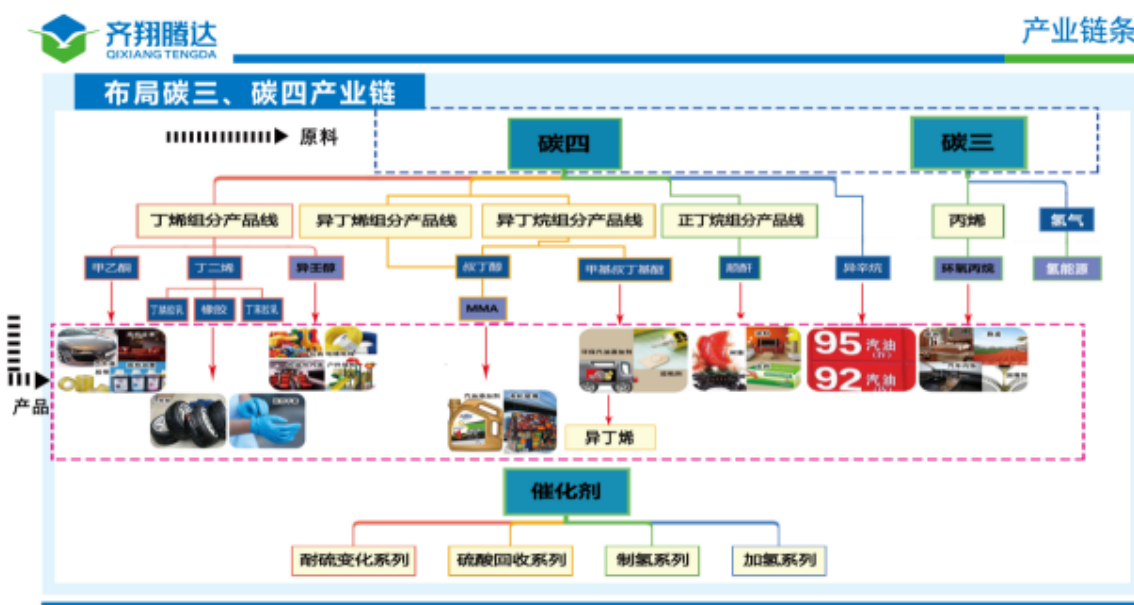 齐翔腾达
QIXIANG TENGDA
产业链条
布局碳三、碳四产业链
原料
碳四
碳三
丁烯组分产品线
异丁烯组分产品线
异丁烷组分产品线
正丁烷组分产品线
丙烯
氢气
甲乙酮
丁二烯
异壬醇
叔丁醇
甲基叔丁基醚
顺酐
异辛烷
环氧丙烷
氢能源
丁腈胶乳
橡胶
丁苯胶乳
MMA
产品
95 汽油
92 汽油
汽油添加剂
异丁烯
催化剂
耐硫变化系列
硫酸回收系列
制氢系列
加氢系列